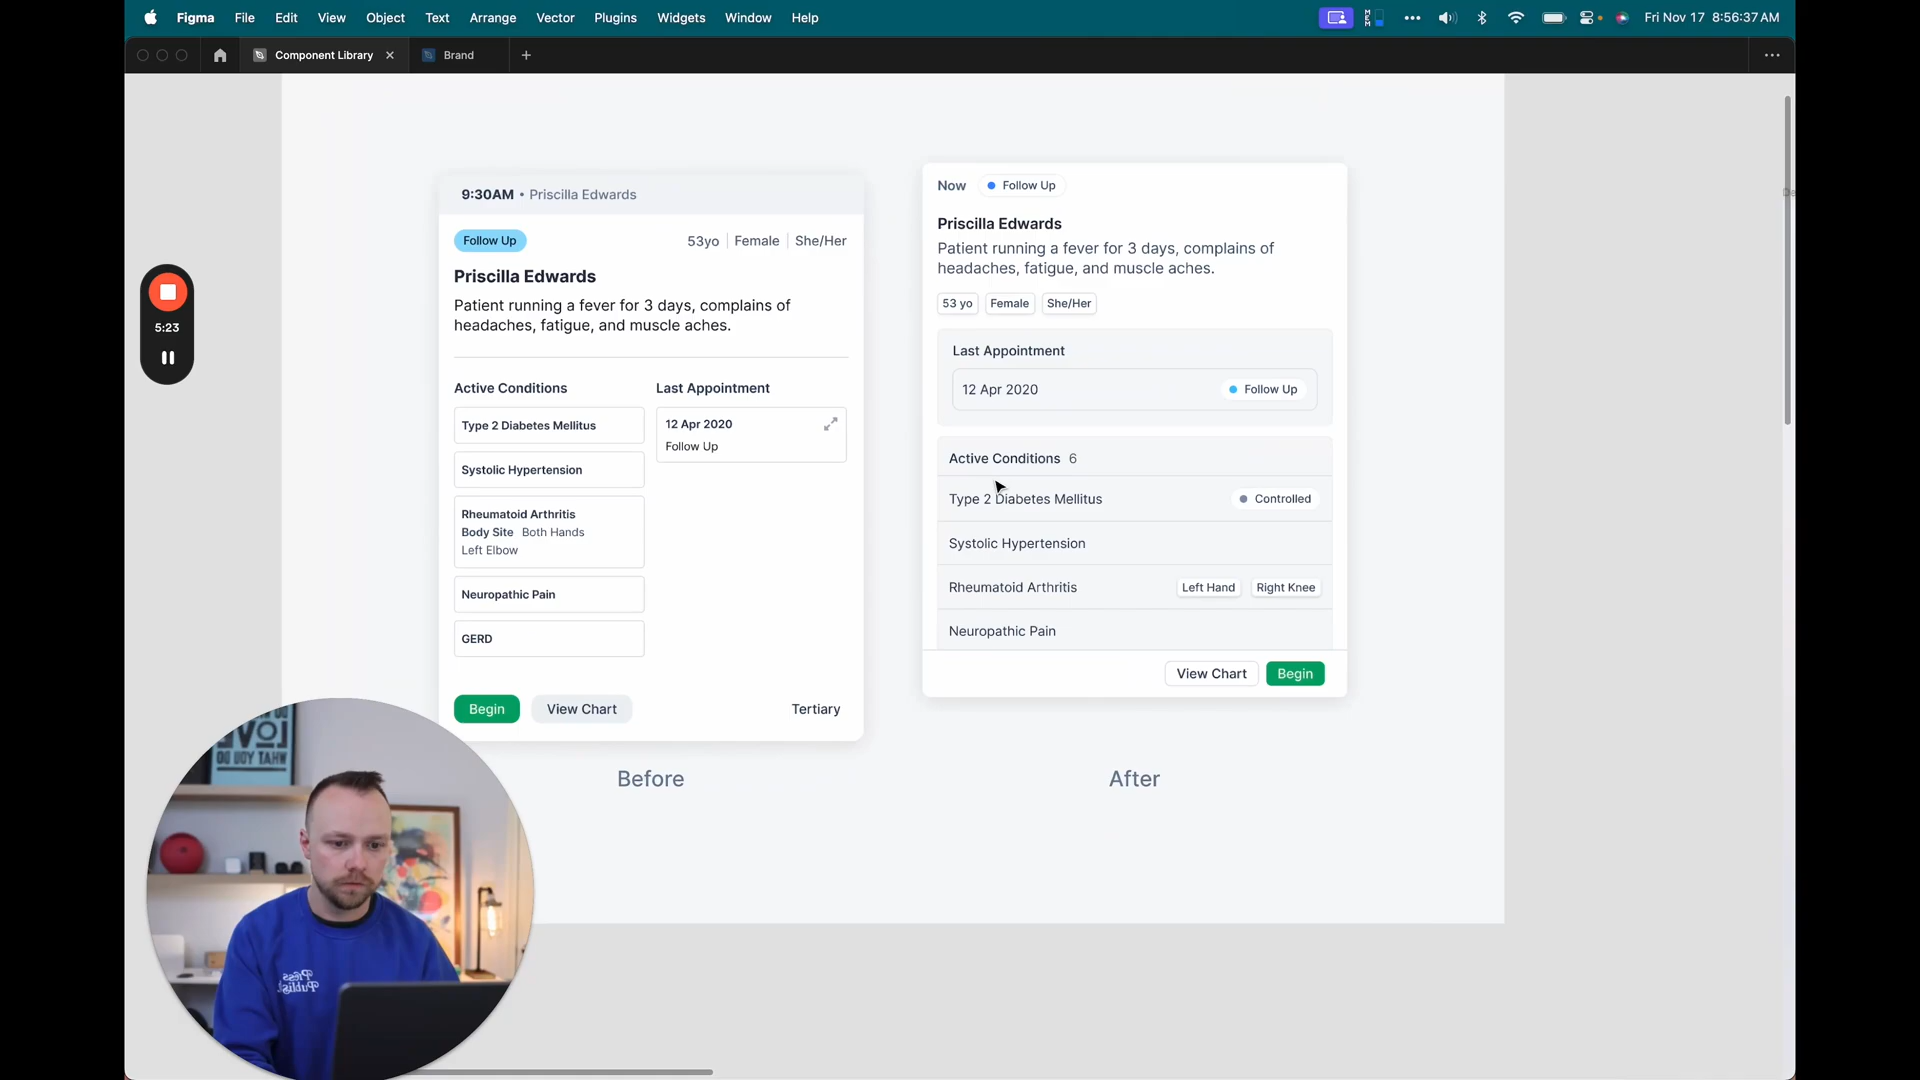 Figma File Edit View Object Text Arrange Vector Plugins Widgets Window Help
Fri Nov 17 8:56:37 AM
Component Library
Brand
5:23
9:30AM • Priscilla Edwards
Follow Up
53yo Female She/Her
Priscilla Edwards
Patient running a fever for 3 days, complains of
headaches, fatigue, and muscle aches.
Active Conditions
Type 2 Diabetes Mellitus
Systolic Hypertension
Rheumatoid Arthritis
Body Site Both Hands
Left Elbow
Neuropathic Pain
GERD
Last Appointment
12 Apr 2020
Follow Up
Begin
View Chart
Tertiary
Before
Now
Follow Up
Priscilla Edwards
Patient running a fever for 3 days, complains of
headaches, fatigue, and muscle aches.
53 yo
Female
She/Her
Last Appointment
12 Apr 2020
Follow Up
Active Conditions 6
Type 2 Diabetes Mellitus
Controlled
Systolic Hypertension
Rheumatoid Arthritis
Left Hand
Right Knee
Neuropathic Pain
View Chart
Begin
After
LOVE
WHAT YOU DO
Press
Publish